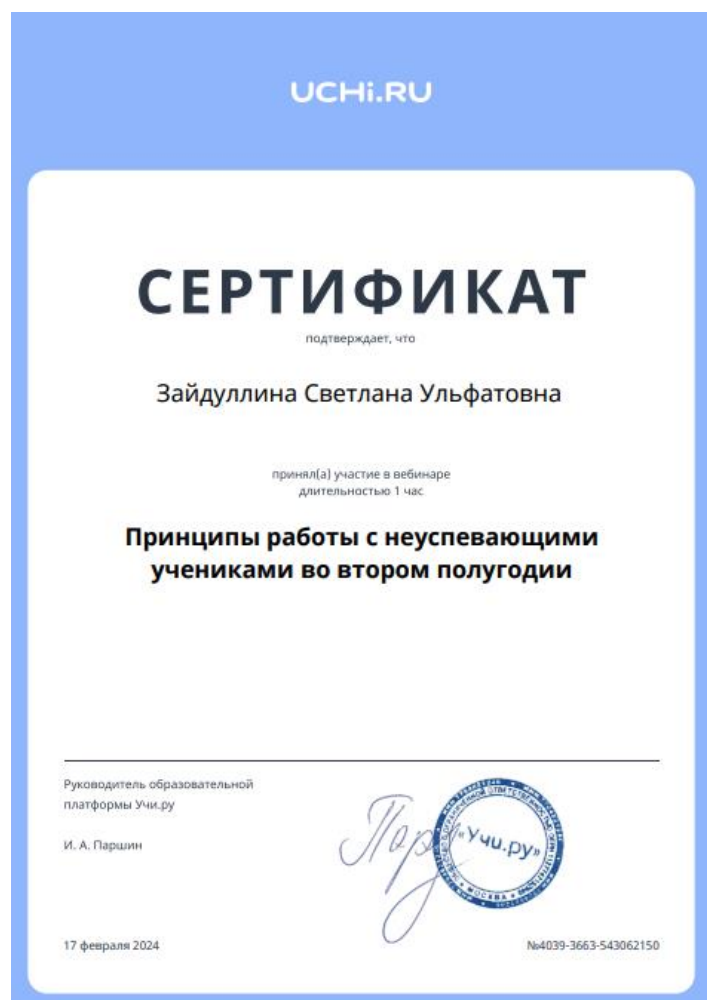 UCHi.RU
СЕРТИФИКАТ
подтверждает, что
Зайдуллина Светлана Ульфатовна
принял(а) участие в вебинаре
длительностью 1 час
Принципы работы с неуспевающими
учениками во втором полугодии
Руководитель образовательной
платформы Учи.ру
И. А. Паршин
«Учи.ру»
МОСКВА
17 февраля 2024
№4039-3663-543062150